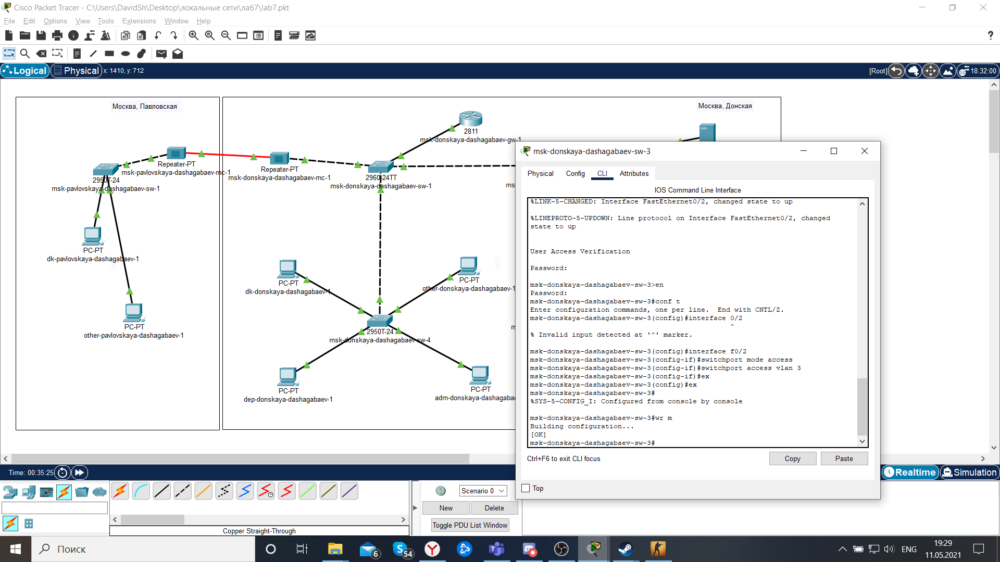 Cisco Packet Tracer - C:\Users\DavidSh\Desktop\локальные сети\ла67\lab7.pkt
File Edit Options View Tools Extensions Window Help
?
Logical Physical x: 1410, y: 712
[Root] 18:32:00
Москва, Павловская
Москва, Донская
2811
msk-donskaya-dashagabaev-gw-1
Repeater-PT
msk-pavlovskaya-dashagabaev-mc-1
Repeater-PT
msk-donskaya-dashagabaev-mc-1
2950T-24
msk-pavlovskaya-dashagabaev-sw-1
2960-24TT
msk-donskaya-dashagabaev-sw-1
ms
PC-PT
dk-pavlovskaya-dashagabaev-1
PC-PT
dk-donskaya-dashagabaev-1
PC-PT
other-donskaya-dashagabaev-1
PC-PT
other-pavlovskaya-dashagabaev-1
2950T-24
msk-donskaya-dashagabaev-sw-4
PC-PT
dep-donskaya-dashagabaev-1
PC-PT
adm-donskaya-dashagabae
msk-donskaya-dashagabaev-sw-3
Physical Config CLI Attributes
IOS Command Line Interface
%LINK-5-CHANGED: Interface FastEthernet0/2, changed state to up
%LINEPROTO-5-UPDOWN: Line protocol on Interface FastEthernet0/2, changed
state to up
User Access Verification
Password:
msk-donskaya-dashagabaev-sw-3>en
Password:
msk-donskaya-dashagabaev-sw-3#conf t
Enter configuration commands, one per line.  End with CNTL/Z.
msk-donskaya-dashagabaev-sw-3(config)#interface 0/2
^
% Invalid input detected at '^' marker.
msk-donskaya-dashagabaev-sw-3(config)#interface f0/2
msk-donskaya-dashagabaev-sw-3(config-if)#switchport mode access
msk-donskaya-dashagabaev-sw-3(config-if)#switchport access vlan 3
msk-donskaya-dashagabaev-sw-3(config-if)#ex
msk-donskaya-dashagabaev-sw-3(config)#ex
msk-donskaya-dashagabaev-sw-3#
%SYS-5-CONFIG_I: Configured from console by console
msk-donskaya-dashagabaev-sw-3#wr m
Building configuration...
[OK]
msk-donskaya-dashagabaev-sw-3#
Ctrl+F6 to exit CLI focus
Copy Paste
Top
Time: 00:35:25
Realtime Simulation
Scenario 0
New Delete
Toggle PDU List Window
Copper Straight-Through
Поиск
6
54
ENG
19:29
11.05.2021